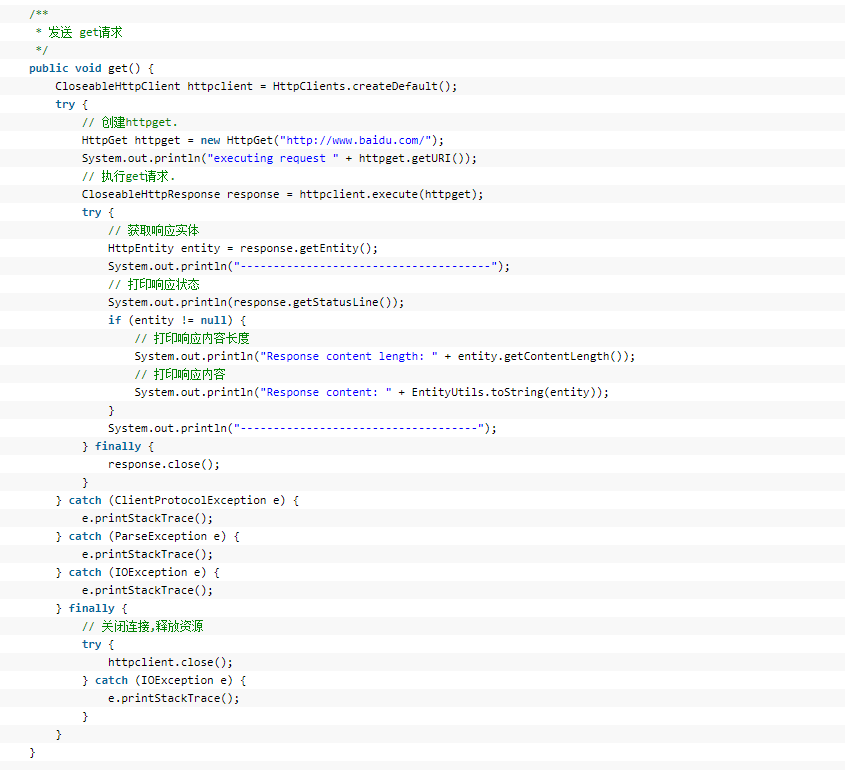 /**
 * 发送 get请求
 */
public void get() {
    CloseableHttpClient httpclient = HttpClients.createDefault();
    try {
        // 创建httpget.
        HttpGet httpget = new HttpGet("http://www.baidu.com/");
        System.out.println("executing request " + httpget.getURI());
        // 执行get请求.
        CloseableHttpResponse response = httpclient.execute(httpget);
        try {
            // 获取响应实体
            HttpEntity entity = response.getEntity();
            System.out.println("--------------------------------------");
            // 打印响应状态
            System.out.println(response.getStatusLine());
            if (entity != null) {
                // 打印响应内容长度
                System.out.println("Response content length: " + entity.getContentLength());
                // 打印响应内容
                System.out.println("Response content: " + EntityUtils.toString(entity));
            }
            System.out.println("------------------------------------");
        } finally {
            response.close();
        }
    } catch (ClientProtocolException e) {
        e.printStackTrace();
    } catch (ParseException e) {
        e.printStackTrace();
    } catch (IOException e) {
        e.printStackTrace();
    } finally {
        // 关闭连接,释放资源
        try {
            httpclient.close();
        } catch (IOException e) {
            e.printStackTrace();
        }
    }
}